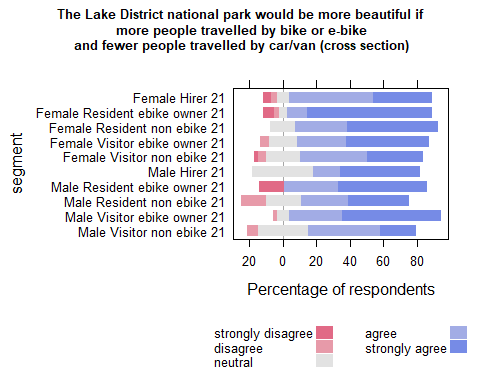 The Lake District national park would be more beautiful if
more people travelled by bike or e-bike
and fewer people travelled by car/van (cross section)
segment
Female Hirer 21
Female Resident ebike owner 21
Female Resident non ebike 21
Female Visitor ebike owner 21
Female Visitor non ebike 21
Male Hirer 21
Male Resident ebike owner 21
Male Resident non ebike 21
Male Visitor ebike owner 21
Male Visitor non ebike 21
20 0 20 40 60 80
Percentage of respondents
strongly disagree agree
disagree strongly agree
neutral